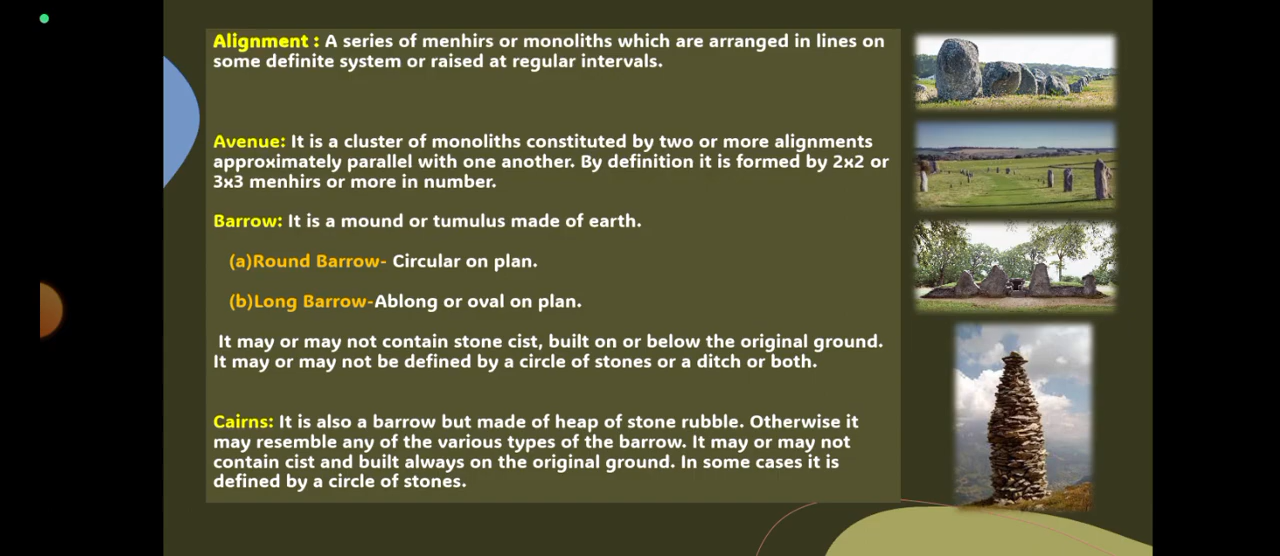 Alignment : A series of menhirs or monoliths which are arranged in lines on
some definite system or raised at regular intervals.
Avenue: It is a cluster of monoliths constituted by two or more alignments
approximately parallel with one another. By definition it is formed by 2x2 or
3x3 menhirs or more in number.
Barrow: It is a mound or tumulus made of earth.
(a)Round Barrow- Circular on plan.
(b)Long Barrow-Ablong or oval on plan.
It may or may not contain stone cist, built on or below the original ground.
It may or may not be defined by a circle of stones or a ditch or both.
Cairns: It is also a barrow but made of heap of stone rubble. Otherwise it
may resemble any of the various types of the barrow. It may or may not
contain cist and built always on the original ground. In some cases it is
defined by a circle of stones.